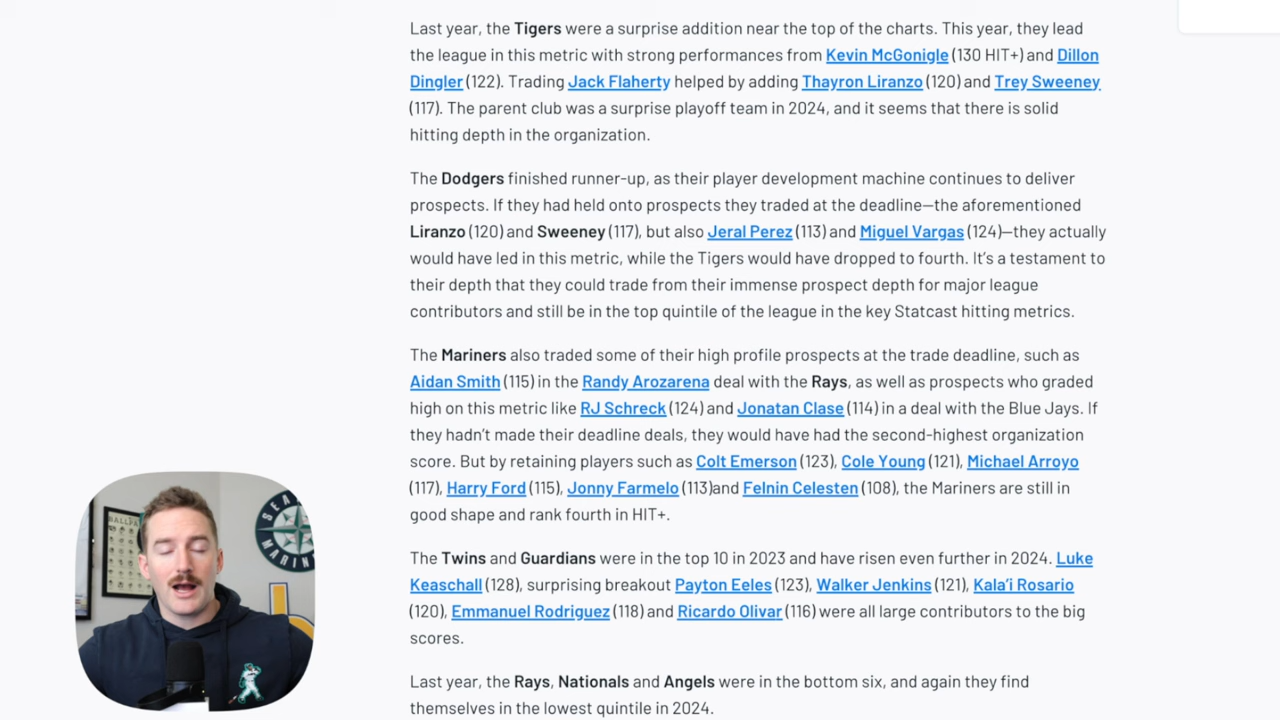 Last year, the Tigers were a surprise addition near the top of the charts. This year, they lead
the league in this metric with strong performances from Kevin McGonigle (130 HIT+) and Dillon
Dingler (122). Trading Jack Flaherty helped by adding Thayron Liranzo (120) and Trey Sweeney
(117). The parent club was a surprise playoff team in 2024, and it seems that there is solid
hitting depth in the organization.
The Dodgers finished runner-up, as their player development machine continues to deliver
prospects. If they had held onto prospects they traded at the deadline—the aforementioned
Liranzo (120) and Sweeney (117), but also Jeral Perez (113) and Miguel Vargas (124)—they actually
would have led in this metric, while the Tigers would have dropped to fourth. It's a testament to
their depth that they could trade from their immense prospect depth for major league
contributors and still be in the top quintile of the league in the key Statcast hitting metrics.
The Mariners also traded some of their high profile prospects at the trade deadline, such as
Aidan Smith (115) in the Randy Arozarena deal with the Rays, as well as prospects who graded
high on this metric like RJ Schreck (124) and Jonatan Clase (114) in a deal with the Blue Jays. If
they hadn't made their deadline deals, they would have had the second-highest organization
score. But by retaining players such as Colt Emerson (123), Cole Young (121), Michael Arroyo
(117), Harry Ford (115), Jonny Farmelo (113)and Felnin Celesten (108), the Mariners are still in
good shape and rank fourth in HIT+.
The Twins and Guardians were in the top 10 in 2023 and have risen even further in 2024. Luke
Keaschall (128), surprising breakout Payton Eeles (123), Walker Jenkins (121), Kala'i Rosario
(120), Emmanuel Rodriguez (118) and Ricardo Olivar (116) were all large contributors to the big
scores.
Last year, the Rays, Nationals and Angels were in the bottom six, and again they find
themselves in the lowest quintile in 2024.